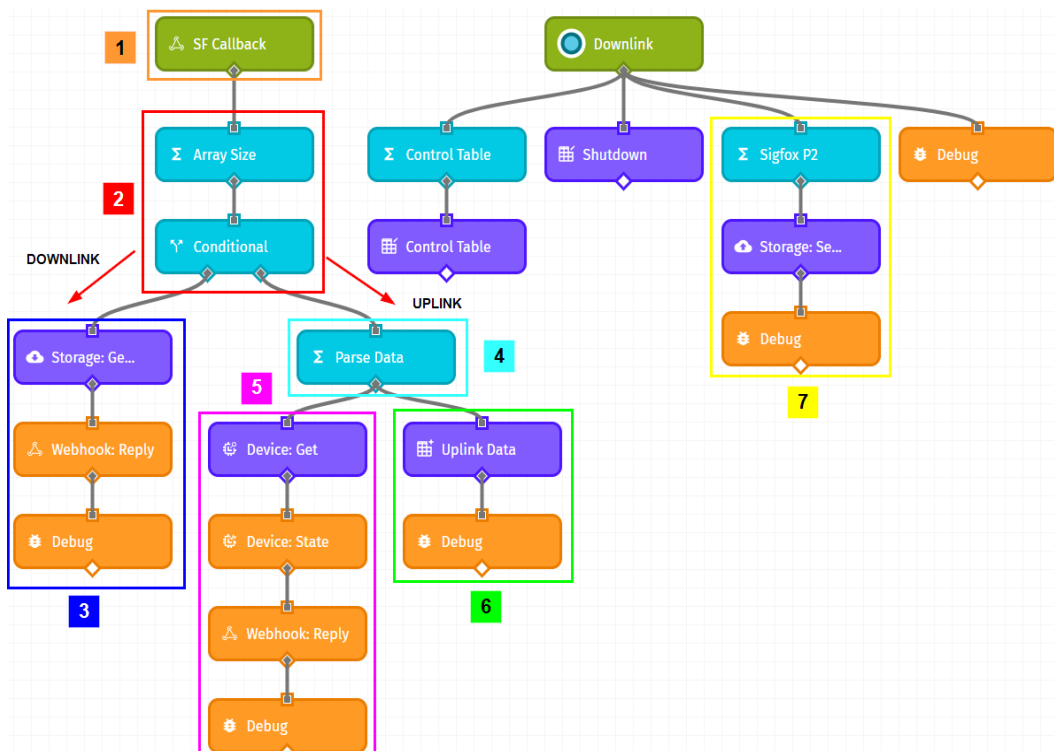 1
SF Callback
Downlink
2
Array Size
Control Table
Shutdown
Sigfox P2
Debug
Conditional
Control Table
Storage: Se...
DOWNLINK
UPLINK
Debug
Storage: Ge...
Parse Data
4
7
5
Webhook: Reply
Device: Get
Uplink Data
Debug
Device: State
Debug
3
6
Webhook: Reply
Debug